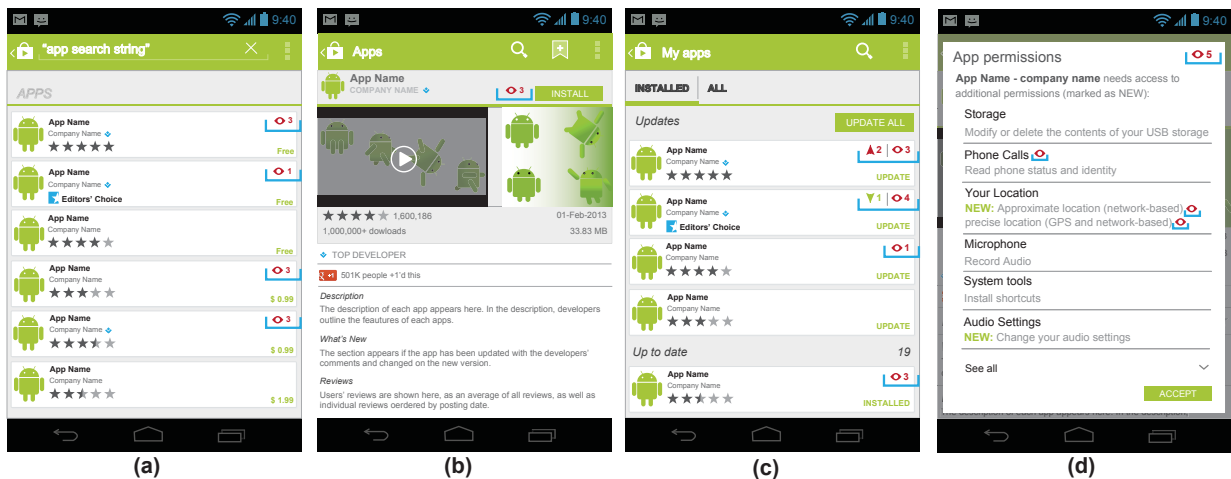 9:40
"app search string"
APPS
App Name
3
Company Name
Free
App Name
1
Company Name
Editors' Choice
Free
App Name
Company Name
Free
App Name
3
Company Name
$ 0.99
App Name
3
Company Name
$ 0.99
App Name
Company Name
$ 1.99
(a)
9:40
Apps
App Name
COMPANY NAME
3
INSTALL
1,600,186
01-Feb-2013
1,000,000+ dowloads
33.83 MB
TOP DEVELOPER
+1
501K people +1'd this
Description
The description of each app appears here. In the description, developers
outline the feautures of each apps.
What's New
The section appears if the app has been updated with the developers'
comments and changed on the new version.
Reviews
Users' reviews are shown here, as an average of all reviews, as well as
individual reviews oerdered by posting date.
(b)
9:40
My apps
INSTALLED ALL
Updates
UPDATE ALL
App Name
2 3
Company Name
UPDATE
App Name
1 4
Company Name
Editors' Choice
UPDATE
App Name
1
Company Name
UPDATE
App Name
Company Name
UPDATE
Up to date 19
App Name
3
Company Name
INSTALLED
(c)
9:40
App permissions
5
App Name - company name needs access to
additional permissions (marked as NEW):
Storage
Modify or delete the contents of your USB storage
Phone Calls
Read phone status and identity
Your Location
NEW: Approximate location (network-based)
precise location (GPS and network-based)
Microphone
Record Audio
System tools
Install shortcuts
Audio Settings
NEW: Change your audio settings
See all
ACCEPT
(d)